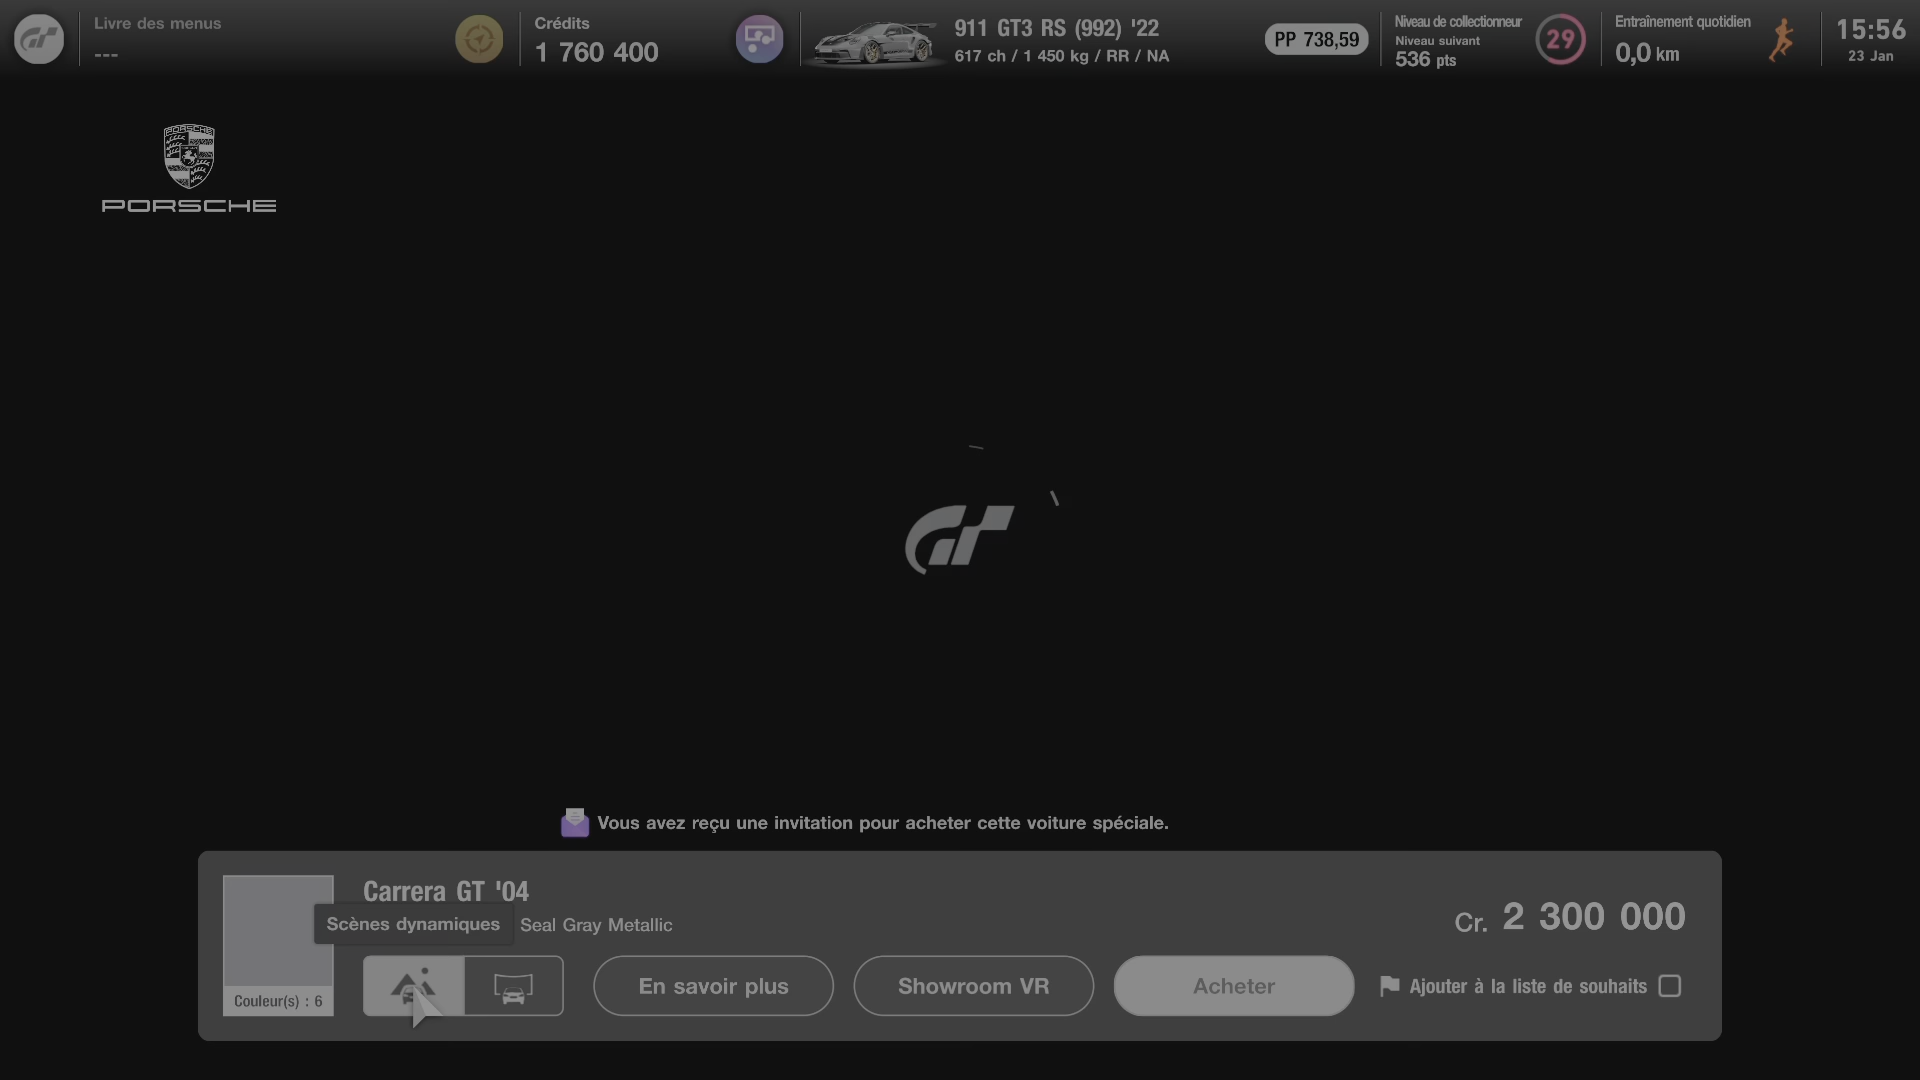 Livre des menus
---
Crédits
1 760 400
911 GT3 RS (992) '22
617 ch / 1 450 kg / RR / NA
PP 738,59
Niveau de collectionneur
Niveau suivant
536 pts
29
Entraînement quotidien
0,0 km
15:56
23 Jan
PORSCHE
GT
Vous avez reçu une invitation pour acheter cette voiture spéciale.
Carrera GT '04
Scènes dynamiques
Seal Gray Metallic
Cr. 2 300 000
Couleur(s) : 6
En savoir plus
Showroom VR
Acheter
Ajouter à la liste de souhaits